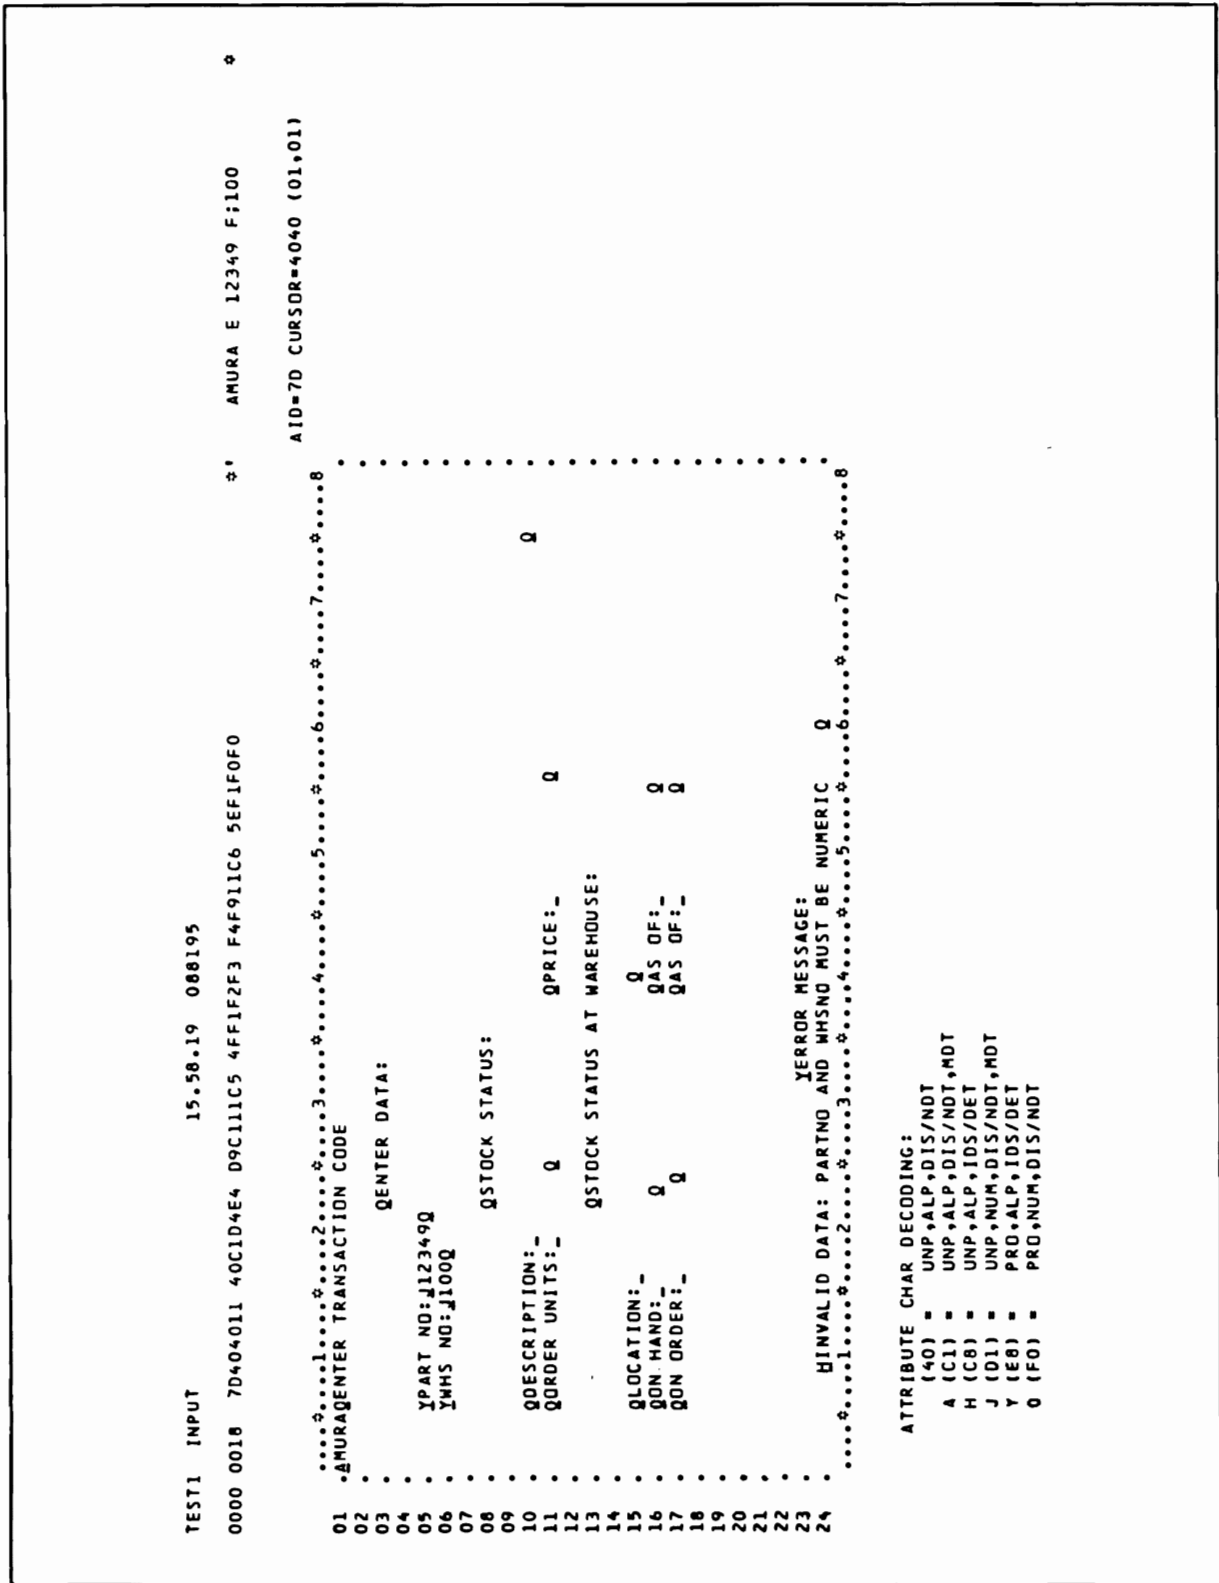 TEST1 INPUT 15.58.19 088195
0000 0018 7D404011 40C1D4E4 D9C111C5 4FF1F2F3 F4F911C6 5EF1F0F0 *' AMURA E 12349 F;100 *
AID=7D CURSOR=4040 (01,01)
....*....1....*....2....*....3....*....4....*....5....*....6....*....7....*....8
01 .AMURAQENTER TRANSACTION CODE .
02 . .
03 . QENTER DATA: .
04 . .
05 . YPART NO:J12349Q .
06 . YWHS NO:J100Q .
07 . .
08 . QSTOCK STATUS: .
09 . .
10 . QDESCRIPTION:_ Q .
11 . QORDER UNITS:_ Q QPRICE:_ Q .
12 . .
13 . QSTOCK STATUS AT WAREHOUSE: .
14 . .
15 . QLOCATION:_ Q .
16 . QON HAND:_ Q QAS OF:_ Q .
17 . QON ORDER:_ Q QAS OF:_ Q .
18 . .
19 . .
20 . .
21 . .
22 . .
23 . YERROR MESSAGE: .
24 . HINVALID DATA: PARTNO AND WHSNO MUST BE NUMERIC Q .
....*....1....*....2....*....3....*....4....*....5....*....6....*....7....*....8
ATTRIBUTE CHAR DECODING:
(40) = UNP,ALP,DIS/NDT
A (C1) = UNP,ALP,DIS/NDT,MDT
H (C8) = UNP,ALP,IDS/DET
J (D1) = UNP,NUM,DIS/NDT,MDT
Y (E8) = PRO,ALP,IDS/DET
0 (F0) = PRO,NUM,DIS/NDT